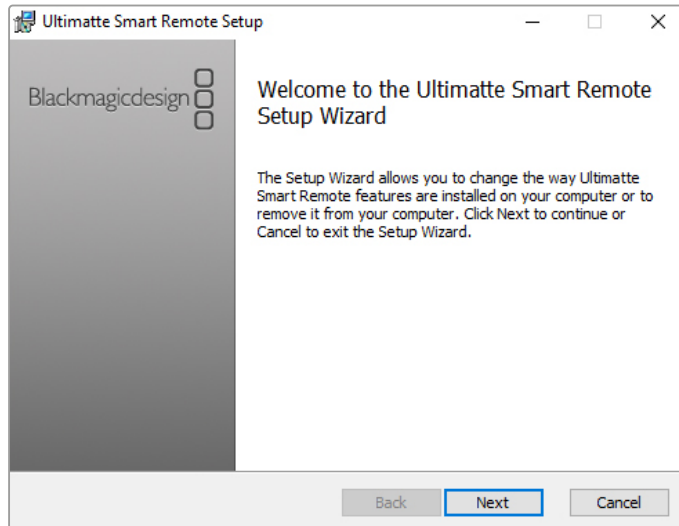 Ultimatte Smart Remote Setup
Blackmagicdesign
Welcome to the Ultimatte Smart Remote
Setup Wizard
The Setup Wizard allows you to change the way Ultimatte
Smart Remote features are installed on your computer or to
remove it from your computer. Click Next to continue or
Cancel to exit the Setup Wizard.
Back Next Cancel